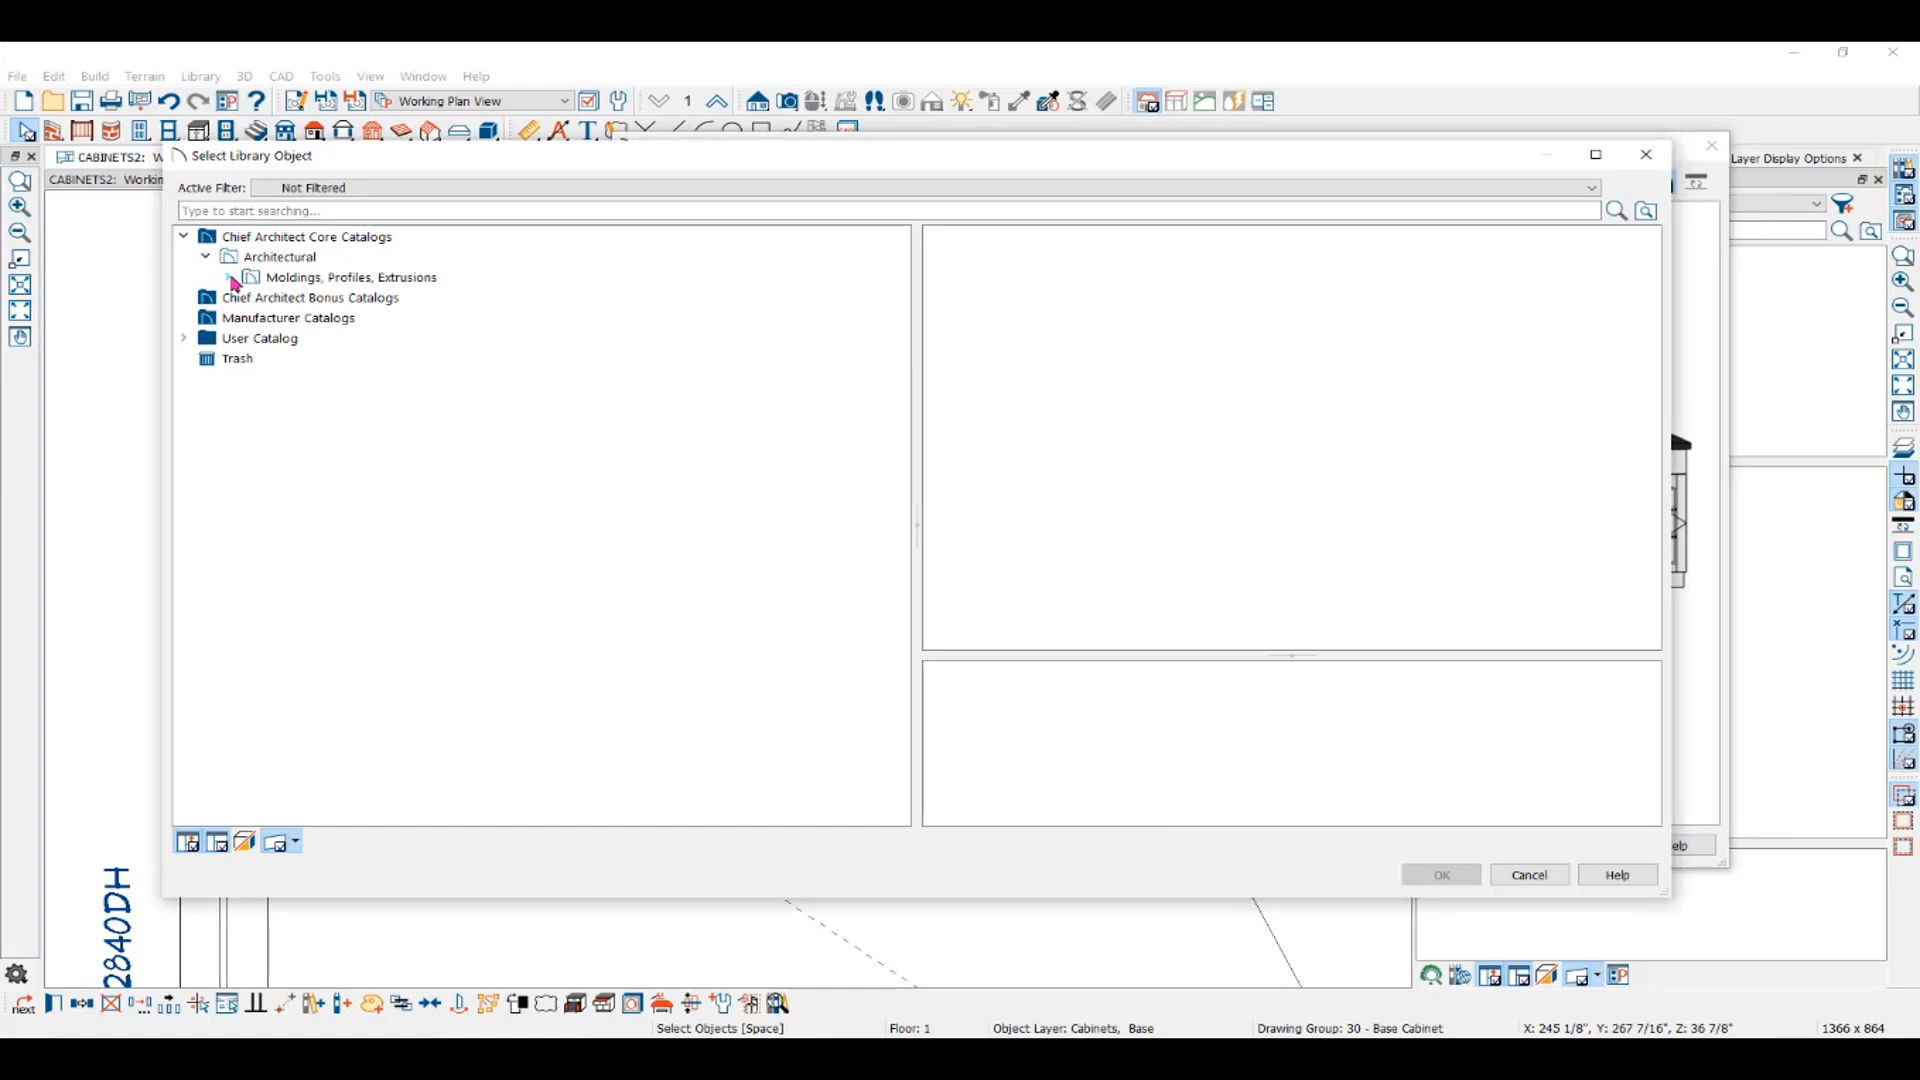 File Edit Build Terrain Library 3D CAD Tools View Window Help
Working Plan View
1
CABINETS2: W
Select Library Object
Layer Display Options
CABINETS2: Workin
Active Filter: Not Filtered
Type to start searching...
Chief Architect Core Catalogs
Architectural
Moldings, Profiles, Extrusions
Chief Architect Bonus Catalogs
Manufacturer Catalogs
User Catalog
Trash
elp
OK Cancel Help
2840DH
next
Select Objects [Space] Floor: 1 Object Layer: Cabinets, Base Drawing Group: 30 - Base Cabinet X: 245 1/8", Y: 267 7/16", Z: 36 7/8" 1366 x 864